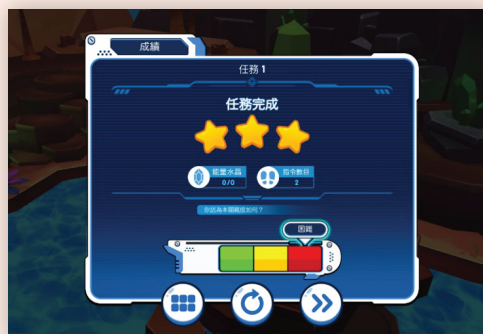 成績
任務 1
任務完成
能量水晶
0/0
指令數目
2
你認為本關難度如何？
困難